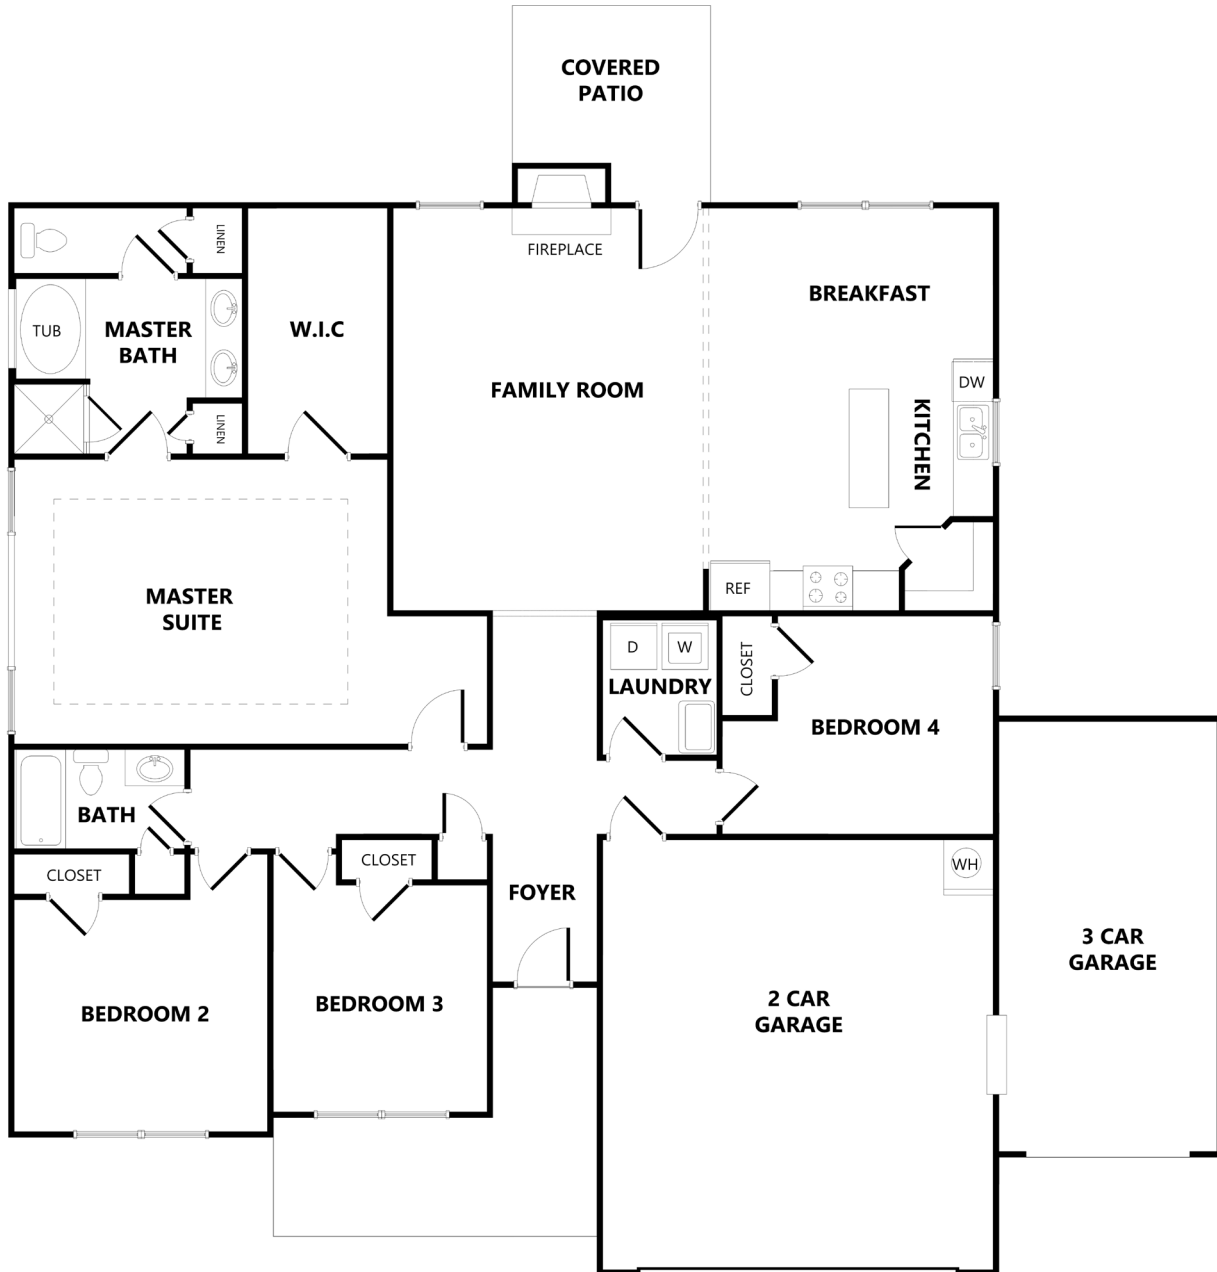 COVERED
PATIO
FIREPLACE
LINEN
BREAKFAST
TUB
MASTER
BATH
W.I.C
FAMILY ROOM
DW
KITCHEN
LINEN
MASTER
SUITE
REF
D
W
LAUNDRY
CLOSET
BEDROOM 4
BATH
CLOSET
CLOSET
FOYER
WH
3 CAR
GARAGE
BEDROOM 2
BEDROOM 3
2 CAR
GARAGE